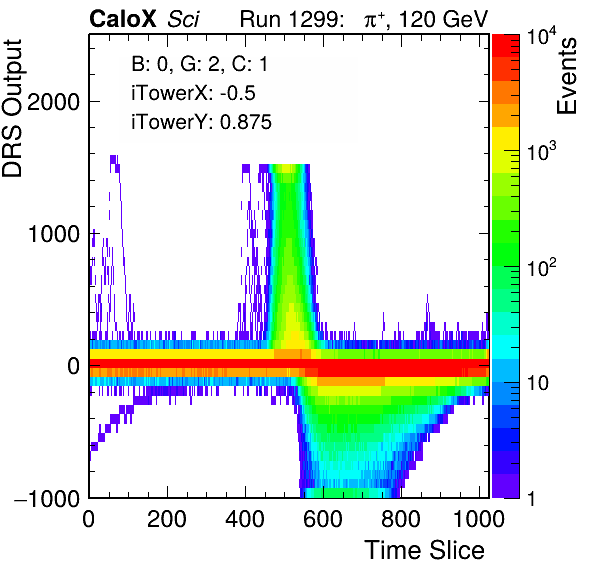 CaloX Sci Run 1299: π⁺, 120 GeV
B: 0, G: 2, C: 1
iTowerX: -0.5
iTowerY: 0.875
DRS Output
2000
1000
0
−1000
0 200 400 600 800 1000
Time Slice
Events
10⁴
10³
10²
10
1